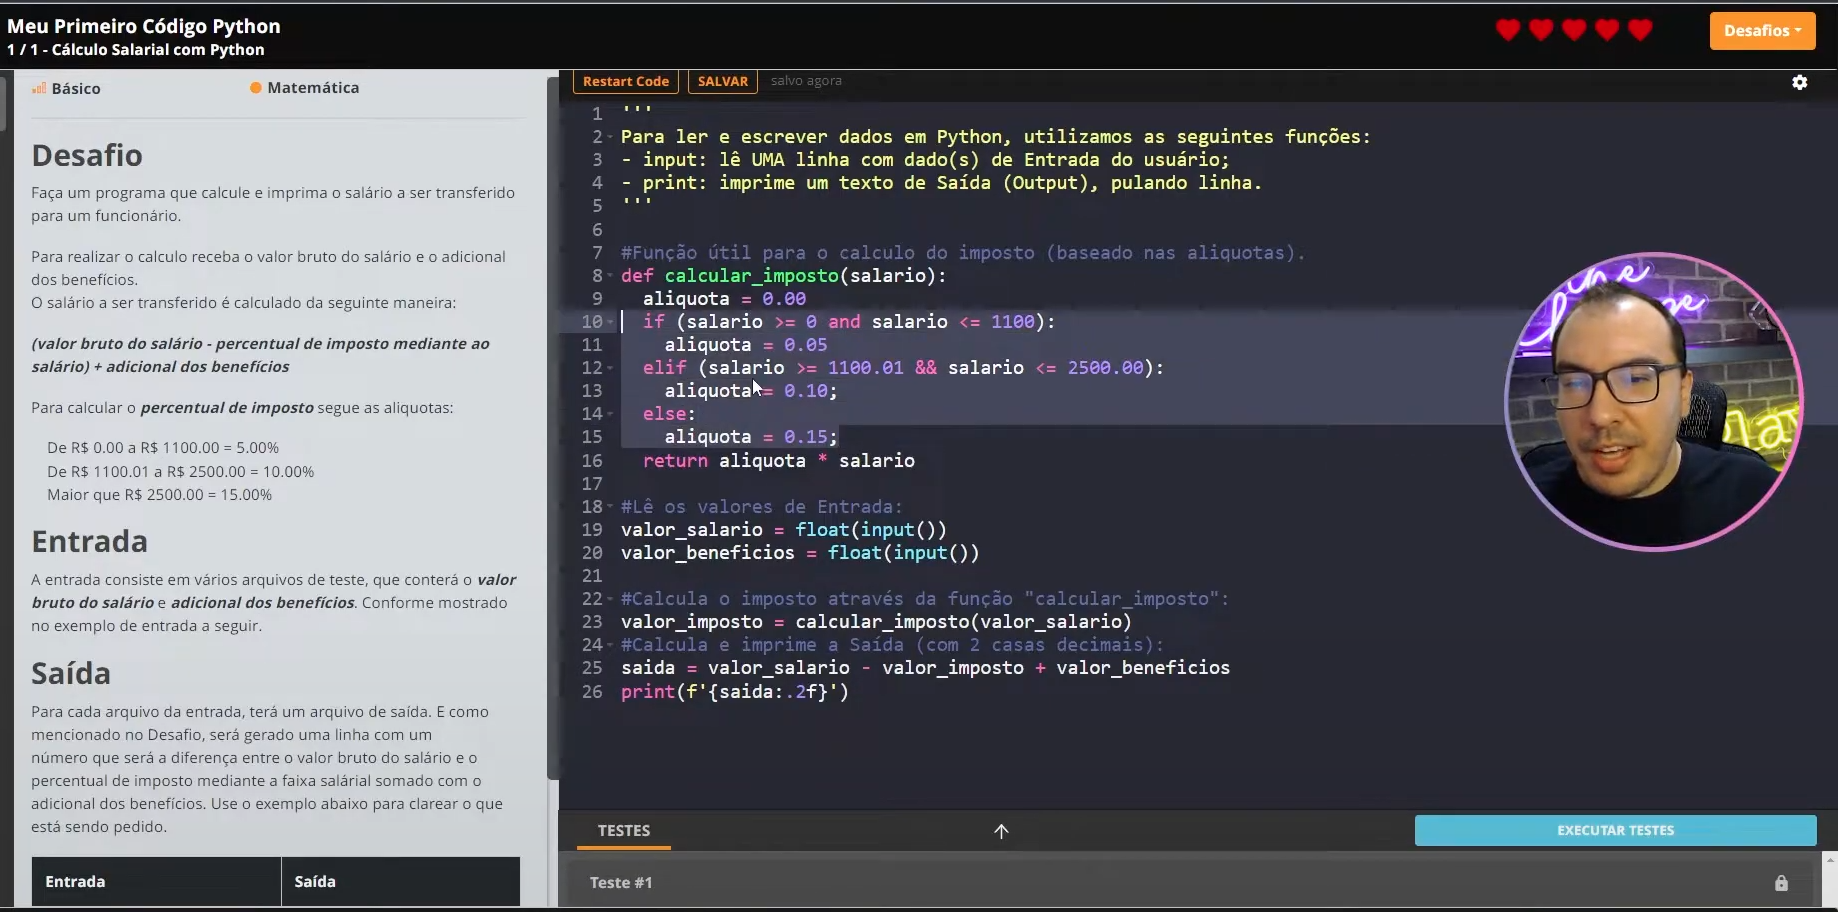 Meu Primeiro Código Python
1 / 1 - Cálculo Salarial com Python
Desafios
Básico
Matemática
Desafio
Faça um programa que calcule e imprima o salário a ser transferido
para um funcionário.
Para realizar o calculo receba o valor bruto do salário e o adicional
dos benefícios.
O salário a ser transferido é calculado da seguinte maneira:
(valor bruto do salário - percentual de imposto mediante ao
salário) + adicional dos benefícios
Para calcular o percentual de imposto segue as aliquotas:
De R$ 0.00 a R$ 1100.00 = 5.00%
De R$ 1100.01 a R$ 2500.00 = 10.00%
Maior que R$ 2500.00 = 15.00%
Entrada
A entrada consiste em vários arquivos de teste, que conterá o valor
bruto do salário e adicional dos benefícios. Conforme mostrado
no exemplo de entrada a seguir.
Saída
Para cada arquivo da entrada, terá um arquivo de saída. E como
mencionado no Desafio, será gerado uma linha com um
número que será a diferença entre o valor bruto do salário e o
percentual de imposto mediante a faixa salárial somado com o
adicional dos benefícios. Use o exemplo abaixo para clarear o que
está sendo pedido.
Entrada Saída
Restart Code SALVAR salvo agora
1 '''
2 Para ler e escrever dados em Python, utilizamos as seguintes funções:
3 - input: lê UMA linha com dado(s) de Entrada do usuário;
4 - print: imprime um texto de Saída (Output), pulando linha.
5 '''
6
7 #Função útil para o calculo do imposto (baseado nas aliquotas).
8 def calcular_imposto(salario):
9 aliquota = 0.00
10 if (salario >= 0 and salario <= 1100):
11 aliquota = 0.05
12 elif (salario >= 1100.01 && salario <= 2500.00):
13 aliquota = 0.10;
14 else:
15 aliquota = 0.15;
16 return aliquota * salario
17
18 #Lê os valores de Entrada:
19 valor_salario = float(input())
20 valor_beneficios = float(input())
21
22 #Calcula o imposto através da função "calcular_imposto":
23 valor_imposto = calcular_imposto(valor_salario)
24 #Calcula e imprime a Saída (com 2 casas decimais):
25 saida = valor_salario - valor_imposto + valor_beneficios
26 print(f'{saida:.2f}')
TESTES
EXECUTAR TESTES
Teste #1